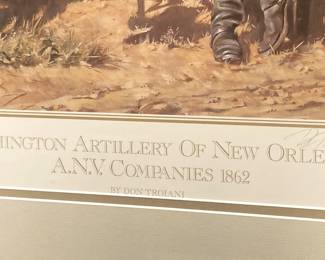 HINGTON ARTILLERY OF NEW ORLE
A.N.V. COMPANIES 1862
BY DON TROIANI